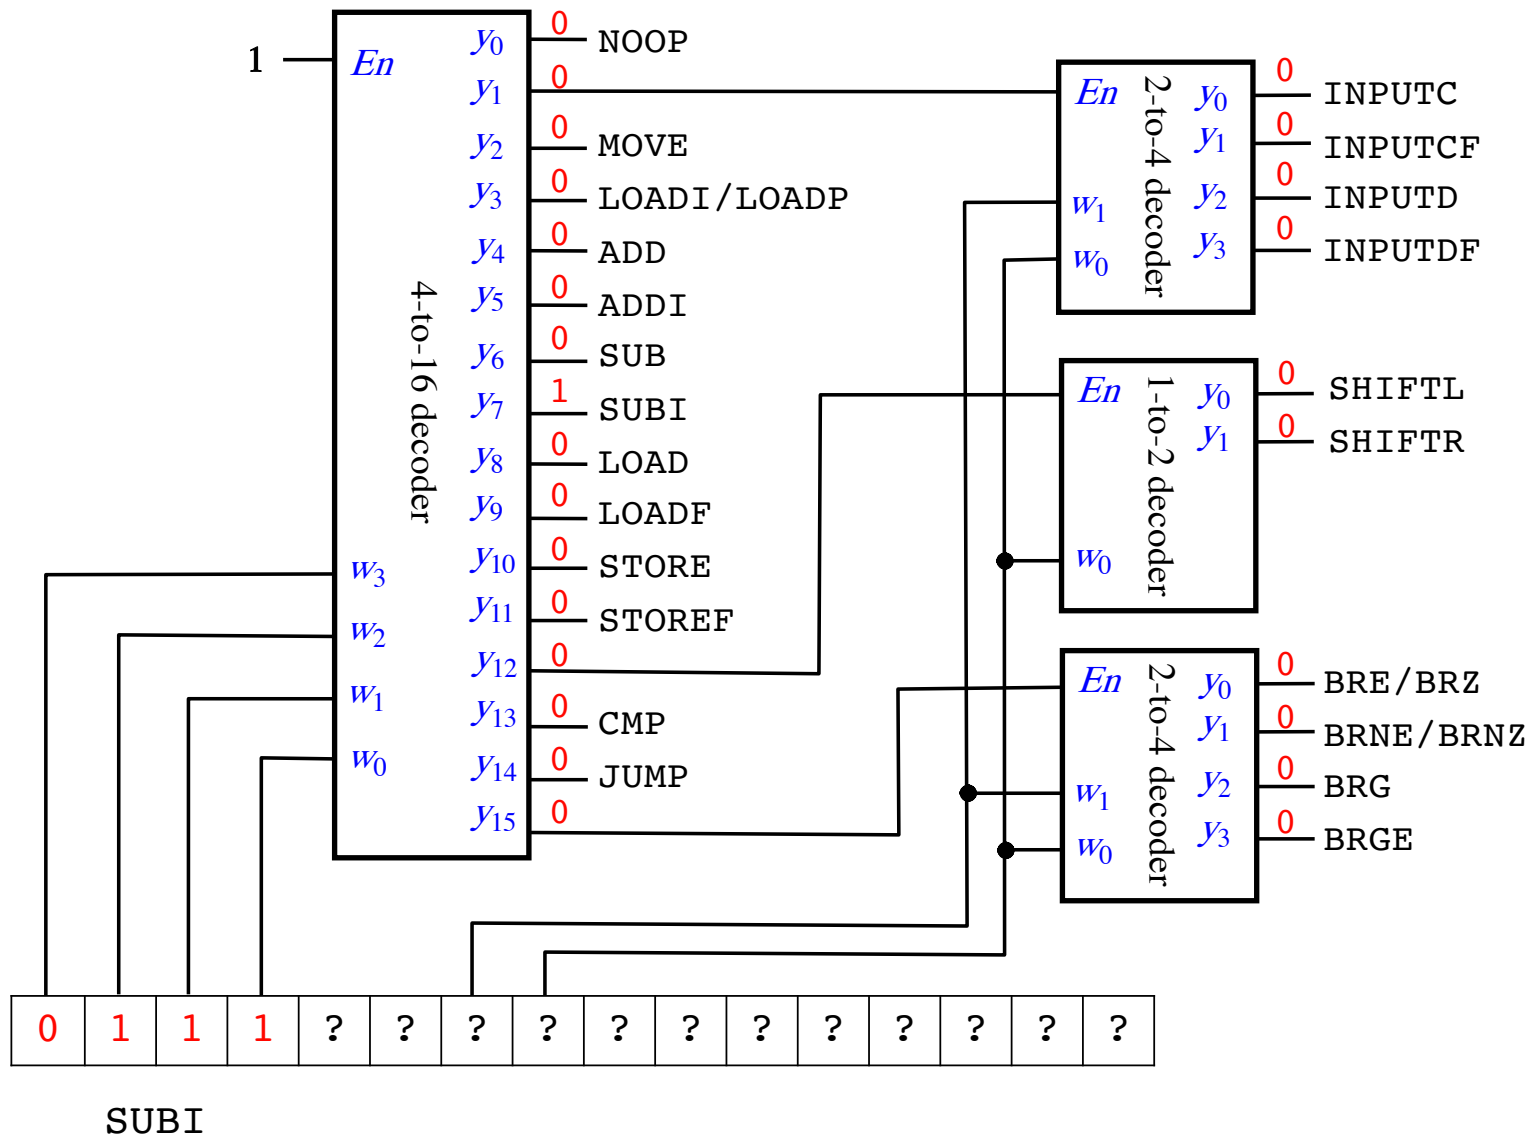 1
En
4-to-16 decoder
w3
w2
w1
w0
y0 0 NOOP
y1 0
y2 0 MOVE
y3 0 LOADI/LOADP
y4 0 ADD
y5 0 ADDI
y6 0 SUB
y7 1 SUBI
y8 0 LOAD
y9 0 LOADF
y10 0 STORE
y11 0 STOREF
y12 0
y13 0 CMP
y14 0 JUMP
y15 0
En
w1
w0
2-to-4 decoder
y0 0 INPUTC
y1 0 INPUTCF
y2 0 INPUTD
y3 0 INPUTDF
En
w0
1-to-2 decoder
y0 0 SHIFTL
y1 0 SHIFTR
En
w1
w0
2-to-4 decoder
y0 0 BRE/BRZ
y1 0 BRNE/BRNZ
y2 0 BRG
y3 0 BRGE
0 1 1 1 ? ? ? ? ? ? ? ? ? ? ? ?
SUBI